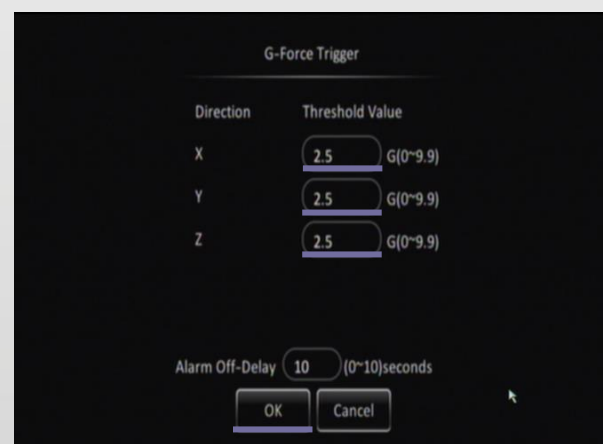 G-Force Trigger
Direction Threshold Value
X 2.5 G(0~9.9)
Y 2.5 G(0~9.9)
Z 2.5 G(0~9.9)
Alarm Off-Delay 10 (0~10)seconds
OK Cancel